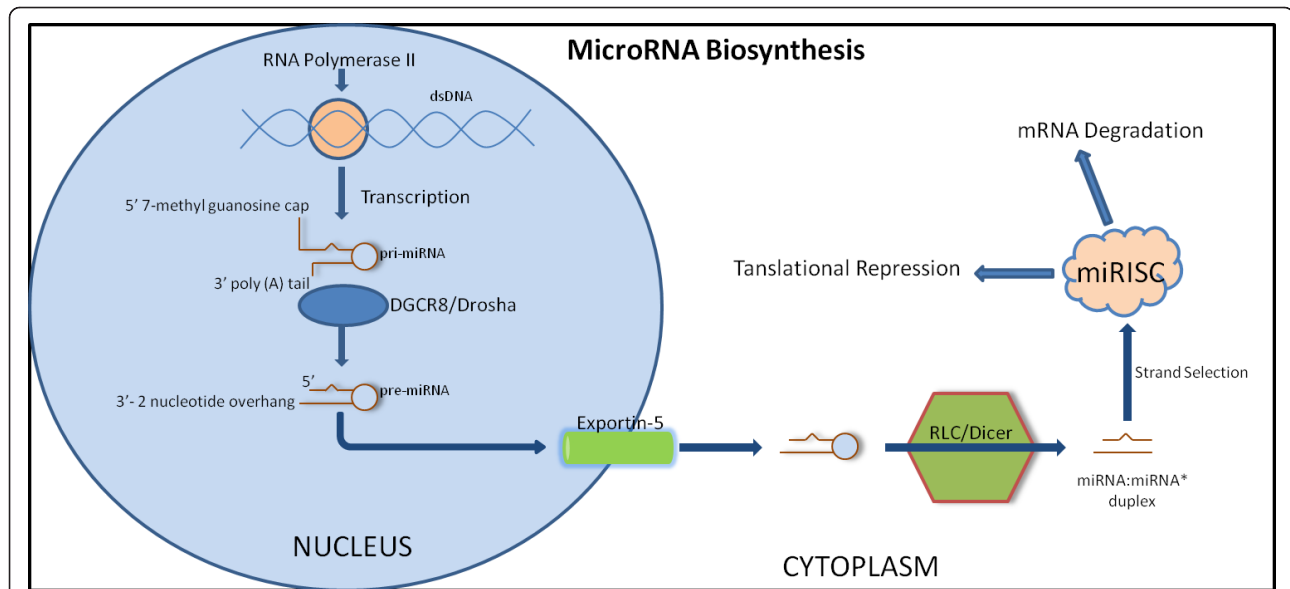 MicroRNA Biosynthesis
RNA Polymerase II
dsDNA
Transcription
5’ 7-methyl guanosine cap
pri-miRNA
3’ poly (A) tail
DGCR8/Drosha
5’
pre-miRNA
3’- 2 nucleotide overhang
NUCLEUS
Exportin-5
RLC/Dicer
miRNA:miRNA*
duplex
Strand Selection
miRISC
Tanslational Repression
mRNA Degradation
CYTOPLASM